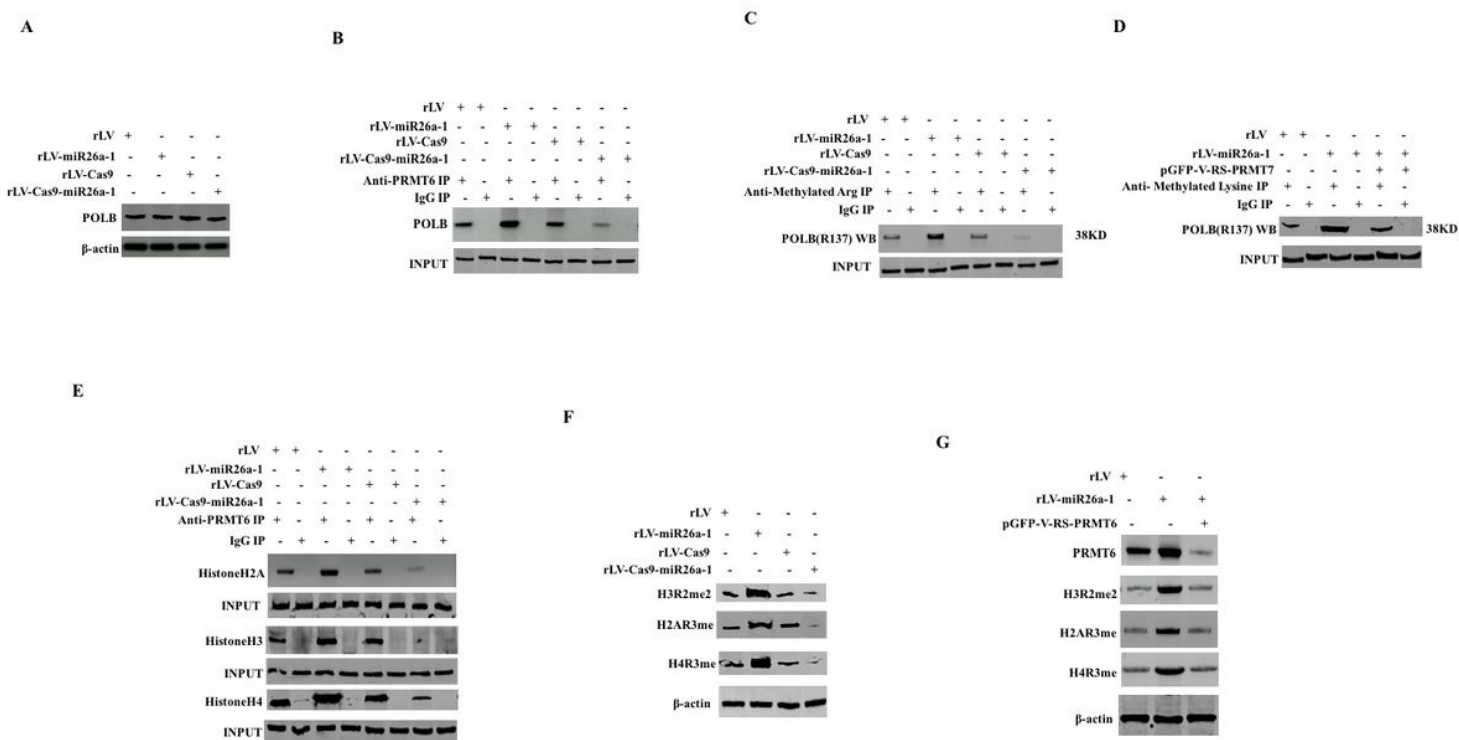 A
rLV + - - -
rLV-miR26a-1 - + - -
rLV-Cas9 - - + -
rLV-Cas9-miR26a-1 - - - +
POLB
β-actin
B
rLV + + - - - - - -
rLV-miR26a-1 - - + + - - - -
rLV-Cas9 - - - - + + - -
rLV-Cas9-miR26a-1 - - - - - - + +
Anti-PRMT6 IP + - + - + - + -
IgG IP - + - + - + - +
POLB
INPUT
C
rLV + + - - - - - -
rLV-miR26a-1 - - + + - - - -
rLV-Cas9 - - - - + + - -
rLV-Cas9-miR26a-1 - - - - - - + +
Anti-Methylated Arg IP + - + - + - + -
IgG IP - + - + - + - +
POLB(R137) WB 38KD
INPUT
D
rLV + + - - - -
rLV-miR26a-1 - - + + + +
pGFP-V-RS-PRMT7 - - - - + +
Anti- Methylated Lysine IP + - + - + -
IgG IP - + - + - +
POLB(R137) WB 38KD
INPUT
E
rLV + + - - - - - -
rLV-miR26a-1 - - + + - - - -
rLV-Cas9 - - - - + + - -
rLV-Cas9-miR26a-1 - - - - - - + +
Anti-PRMT6 IP + - + - + - + -
IgG IP - + - + - + - +
HistoneH2A
INPUT
HistoneH3
INPUT
HistoneH4
INPUT
F
rLV + - - -
rLV-miR26a-1 - + - -
rLV-Cas9 - - + -
rLV-Cas9-miR26a-1 - - - +
H3R2me2
H2AR3me
H4R3me
β-actin
G
rLV + - -
rLV-miR26a-1 - + +
pGFP-V-RS-PRMT6 - - +
PRMT6
H3R2me2
H2AR3me
H4R3me
β-actin